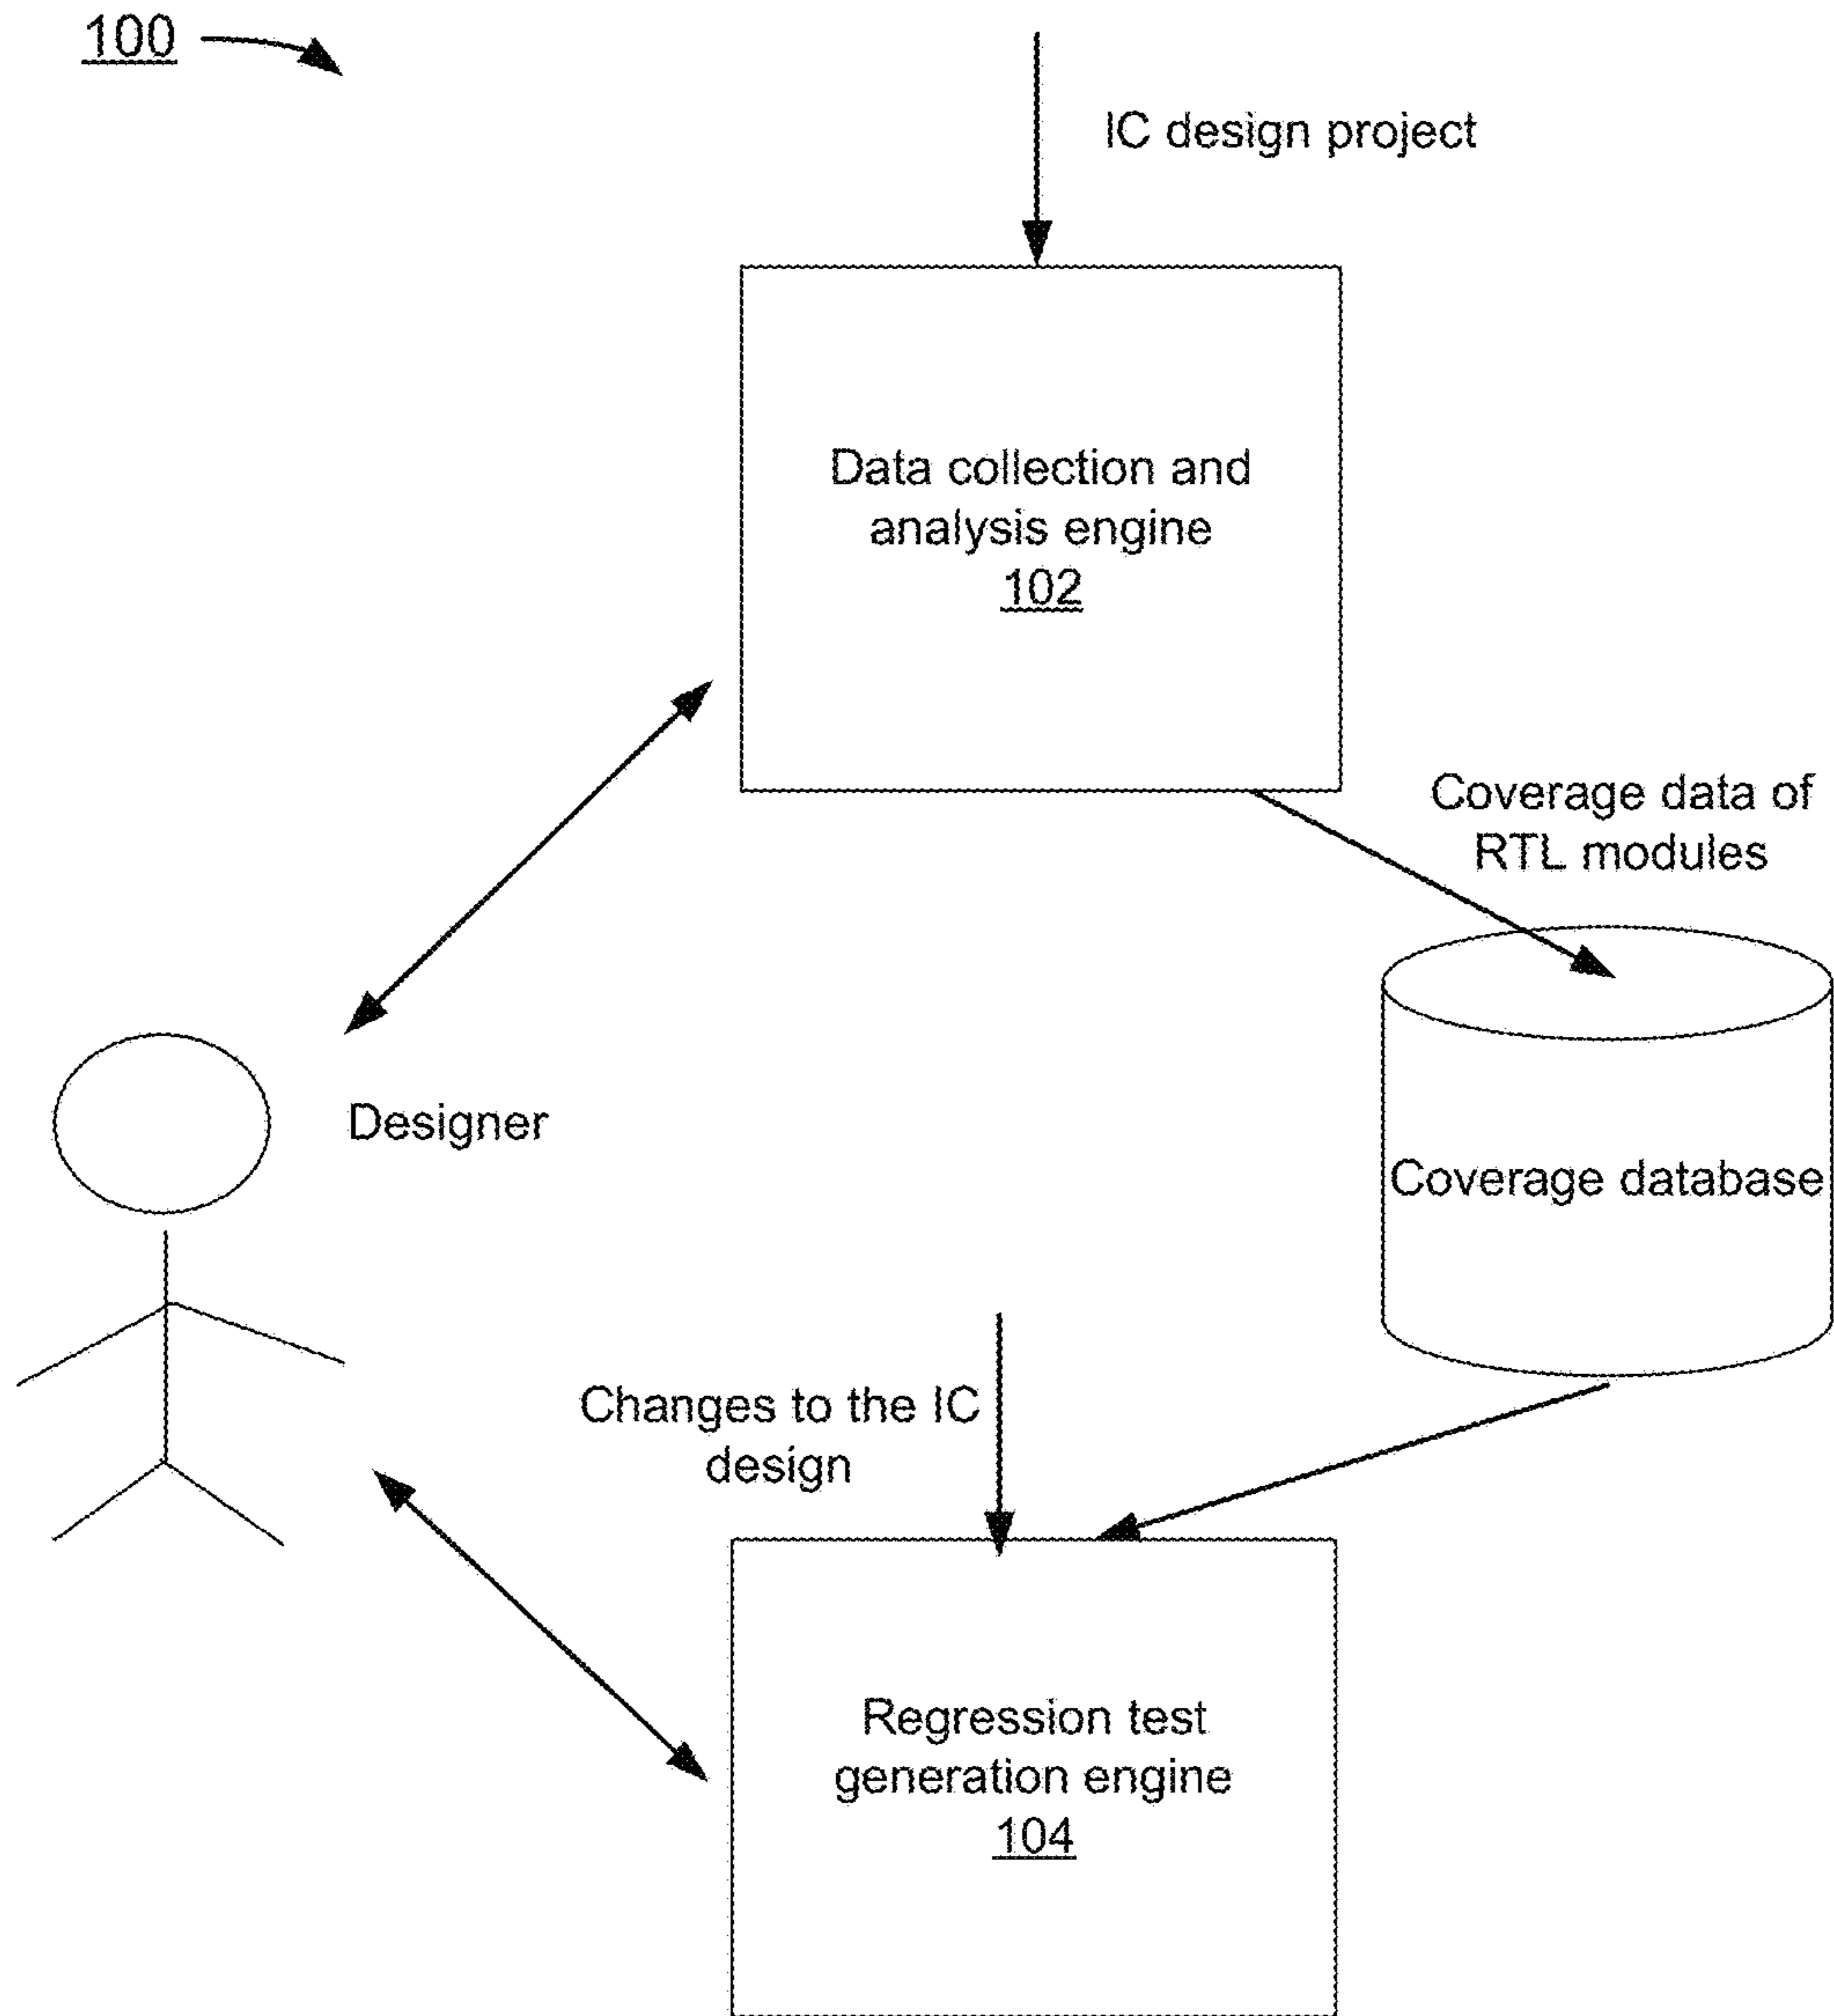 100
IC design project
Data collection and
analysis engine
102
Coverage data of
RTL modules
Designer
Coverage database
Changes to the IC
design
Regression test
generation engine
104